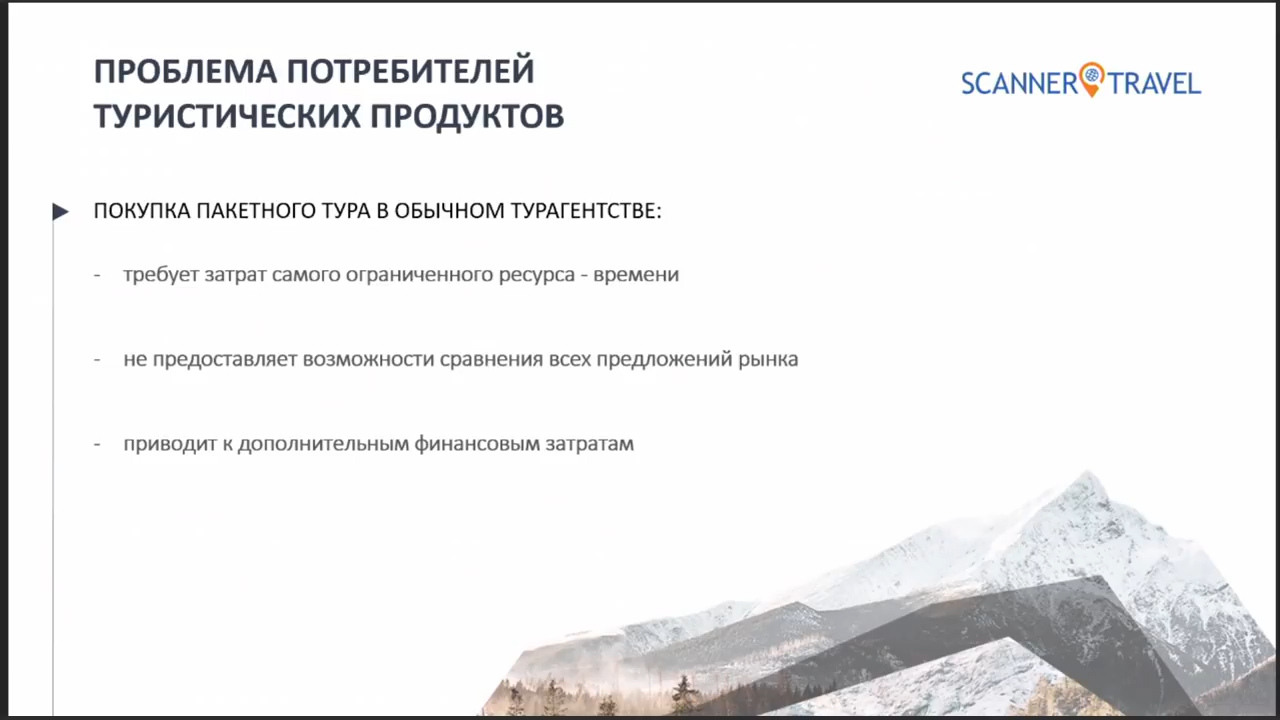 ПРОБЛЕМА ПОТРЕБИТЕЛЕЙ
ТУРИСТИЧЕСКИХ ПРОДУКТОВ
SCANNER TRAVEL
ПОКУПКА ПАКЕТНОГО ТУРА В ОБЫЧНОМ ТУРАГЕНТСТВЕ:
- требует затрат самого ограниченного ресурса - времени
- не предоставляет возможности сравнения всех предложений рынка
- приводит к дополнительным финансовым затратам